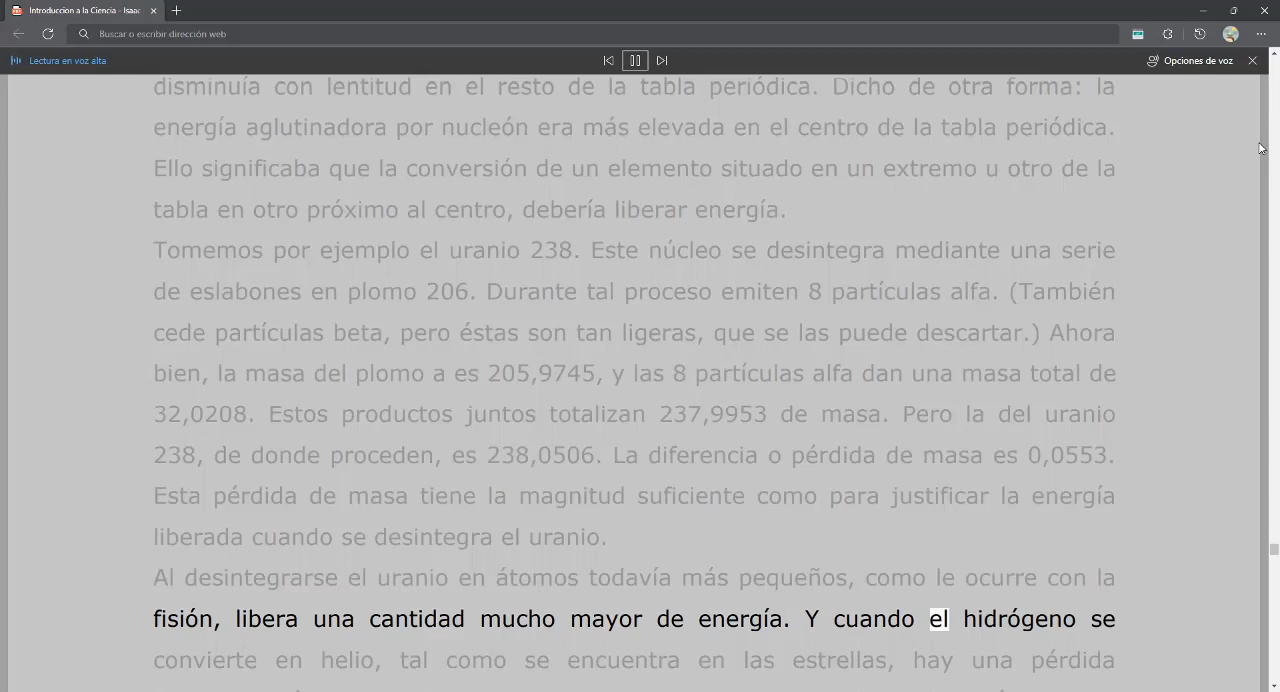 Introduccion a la Ciencia - Isaac
Buscar o escribir dirección web
Lectura en voz alta
Opciones de voz
disminuía con lentitud en el resto de la tabla periódica. Dicho de otra forma: la
energía aglutinadora por nucleón era más elevada en el centro de la tabla periódica.
Ello significaba que la conversión de un elemento situado en un extremo u otro de la
tabla en otro próximo al centro, debería liberar energía.
Tomemos por ejemplo el uranio 238. Este núcleo se desintegra mediante una serie
de eslabones en plomo 206. Durante tal proceso emiten 8 partículas alfa. (También
cede partículas beta, pero éstas son tan ligeras, que se las puede descartar.) Ahora
bien, la masa del plomo a es 205,9745, y las 8 partículas alfa dan una masa total de
32,0208. Estos productos juntos totalizan 237,9953 de masa. Pero la del uranio
238, de donde proceden, es 238,0506. La diferencia o pérdida de masa es 0,0553.
Esta pérdida de masa tiene la magnitud suficiente como para justificar la energía
liberada cuando se desintegra el uranio.
Al desintegrarse el uranio en átomos todavía más pequeños, como le ocurre con la
fisión, libera una cantidad mucho mayor de energía. Y cuando el hidrógeno se
convierte en helio, tal como se encuentra en las estrellas, hay una pérdida